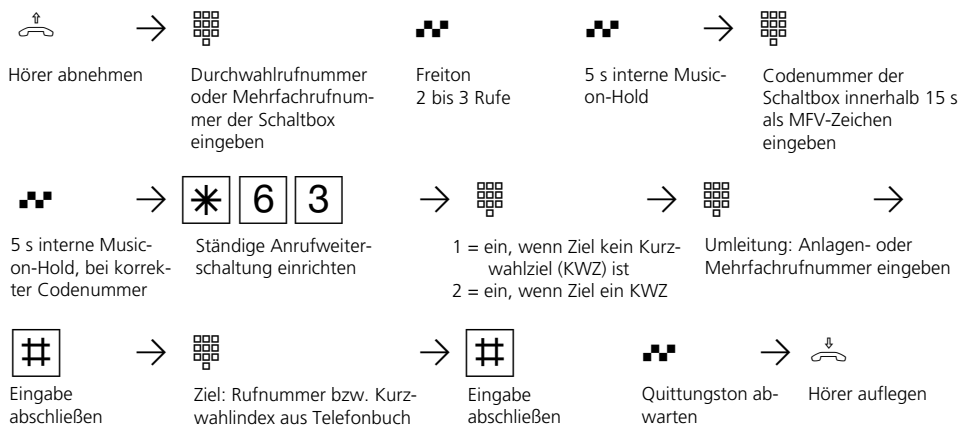 Hörer abnehmen
Durchwahlrufnummer
oder Mehrfachrufnum-
mer der Schaltbox
eingeben
Freiton
2 bis 3 Rufe
5 s interne Music-
on-Hold
Codenummer der
Schaltbox innerhalb 15 s
als MFV-Zeichen
eingeben
* 6 3
5 s interne Music-
on-Hold, bei korrek-
ter Codenummer
Ständige Anrufweiter-
schaltung einrichten
1 = ein, wenn Ziel kein Kurz-
wahlziel (KWZ) ist
2 = ein, wenn Ziel ein KWZ
Umleitung: Anlagen- oder
Mehrfachrufnummer eingeben
#
Eingabe
abschließen
Ziel: Rufnummer bzw. Kurz-
wahlindex aus Telefonbuch
#
Eingabe
abschließen
Quittungston ab-
warten
Hörer auflegen